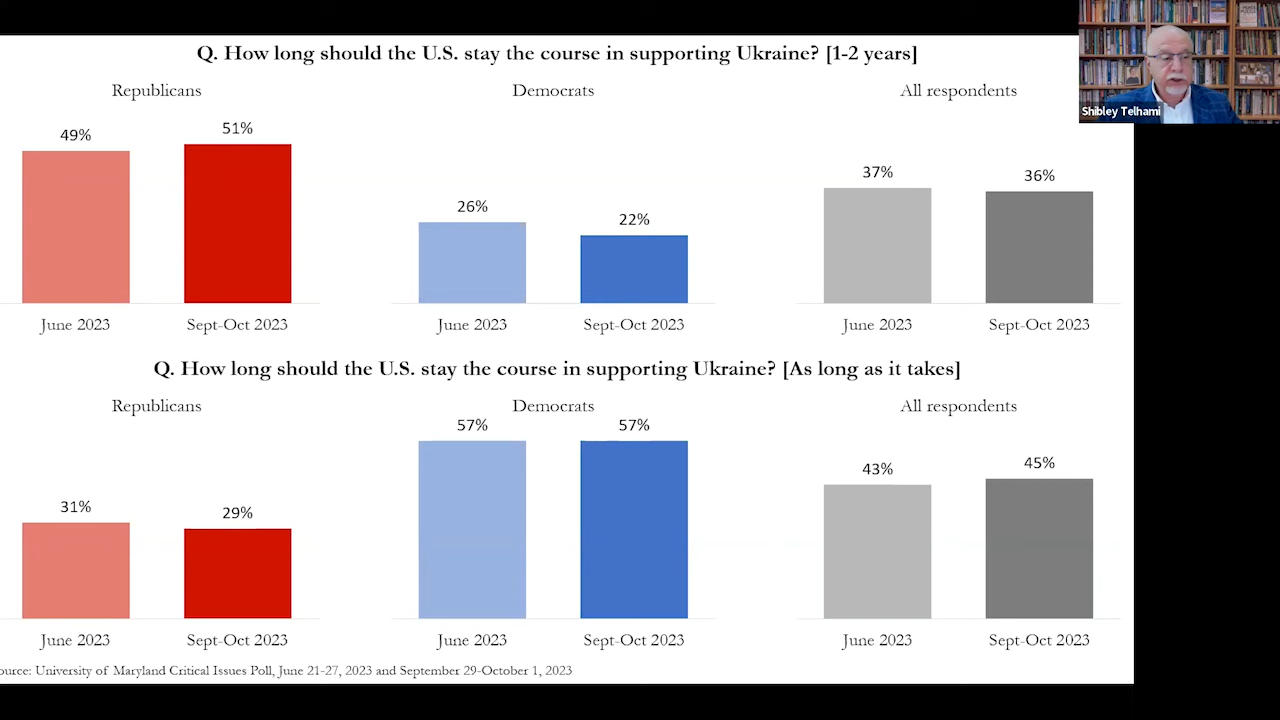 Q. How long should the U.S. stay the course in supporting Ukraine? [1-2 years]
Republicans
Democrats
All respondents
49%
51%
26%
22%
37%
36%
June 2023
Sept-Oct 2023
June 2023
Sept-Oct 2023
June 2023
Sept-Oct 2023
Shibley Telhami
Q. How long should the U.S. stay the course in supporting Ukraine? [As long as it takes]
Republicans
Democrats
All respondents
31%
29%
57%
57%
43%
45%
June 2023
Sept-Oct 2023
June 2023
Sept-Oct 2023
June 2023
Sept-Oct 2023
ource: University of Maryland Critical Issues Poll, June 21-27, 2023 and September 29-October 1, 2023